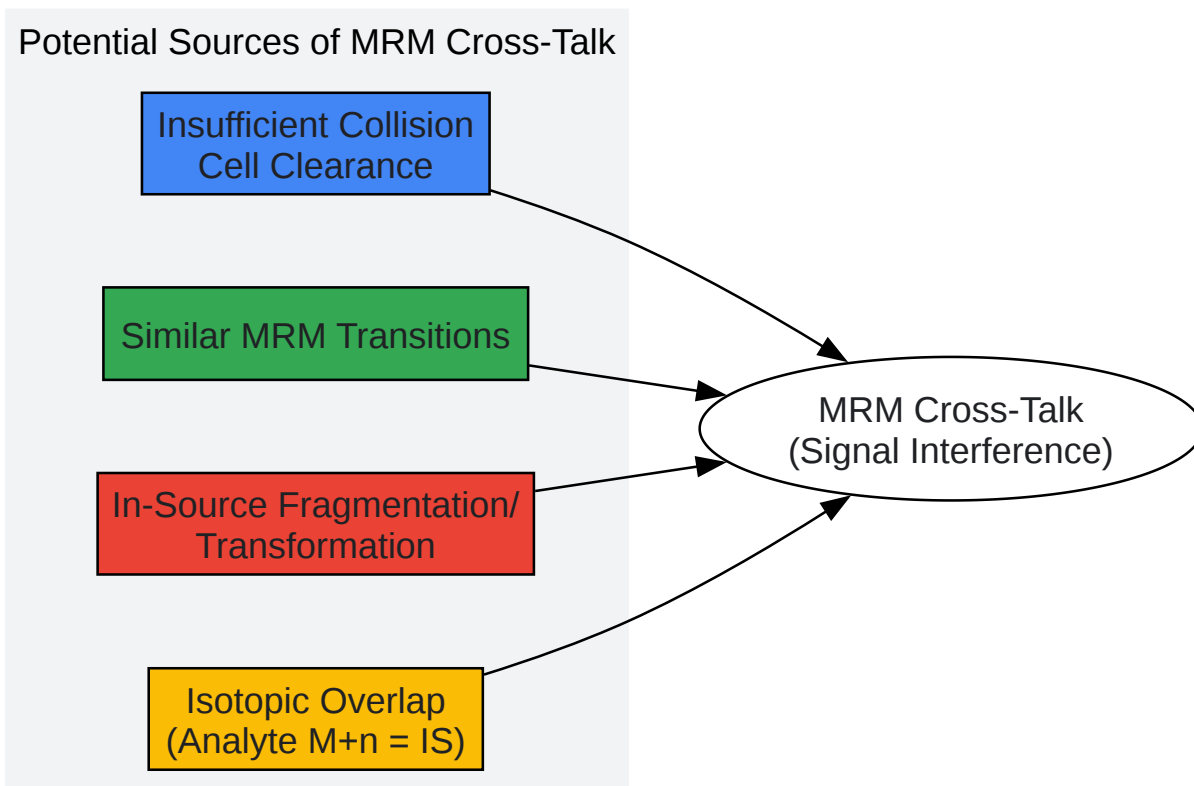 Potential Sources of MRM Cross-Talk
Insufficient Collision
Cell Clearance
Similar MRM Transitions
In-Source Fragmentation/
Transformation
Isotopic Overlap
(Analyte M+n = IS)
MRM Cross-Talk
(Signal Interference)